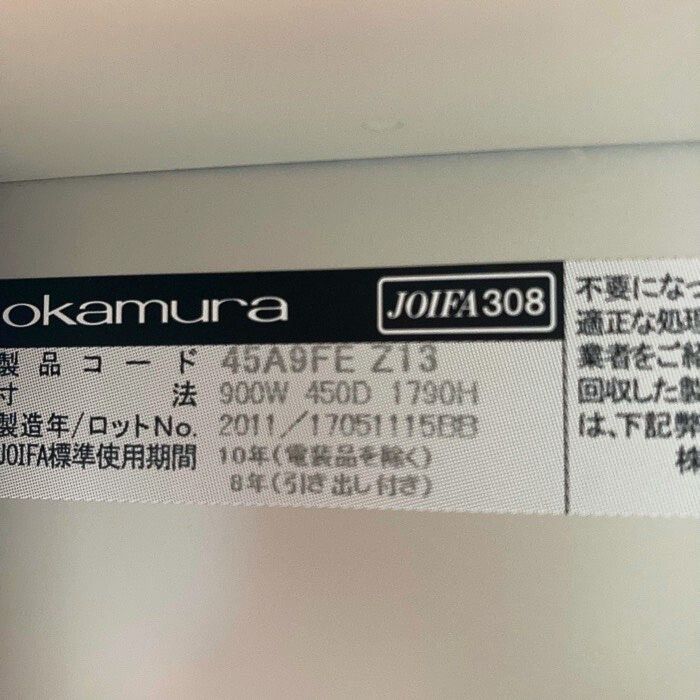 okamura JOIFA308
製品コード 45A9FE Z13
寸法 900W 450D 1790H
製造年/ロットNo. 2011/17051115BB
JOIFA標準使用期間 10年(電装品を除く)
8年(引き出し付き)
不要になっ
適正な処理
業者をご紹
回収した
は、下記弊
株